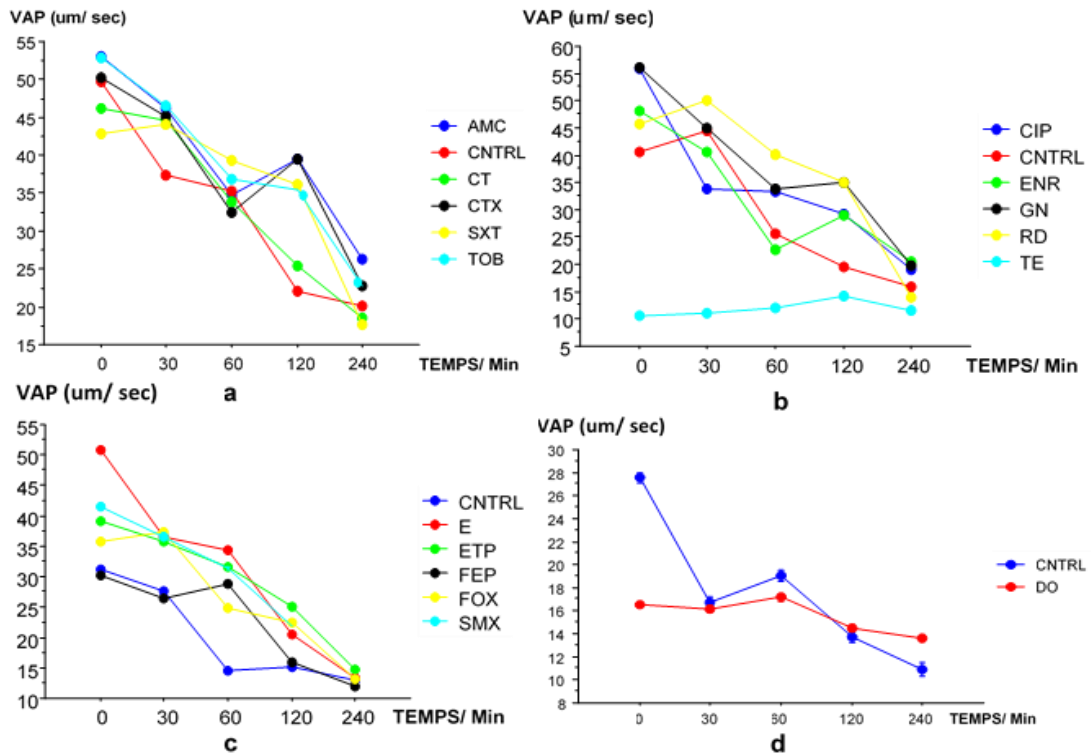 VAP (um/ sec)
55
50
45
40
35
30
25
20
15
0 30 60 120 240 TEMPS/ Min
a
AMC
CNTRL
CT
CTX
SXT
TOB
VAP (um/ sec)
60
55
50
45
40
35
30
25
20
15
10
5
0 30 60 120 240 TEMPS/ Min
b
CIP
CNTRL
ENR
GN
RD
TE
VAP (um/ sec)
55
50
45
40
35
30
25
20
15
10
0 30 60 120 240 TEMPS/ Min
c
CNTRL
E
ETP
FEP
FOX
SMX
VAP (um/ sec)
30
28
26
24
22
20
18
16
14
12
10
8
0 30 60 120 240 TEMPS/ Min
d
CNTRL
DO